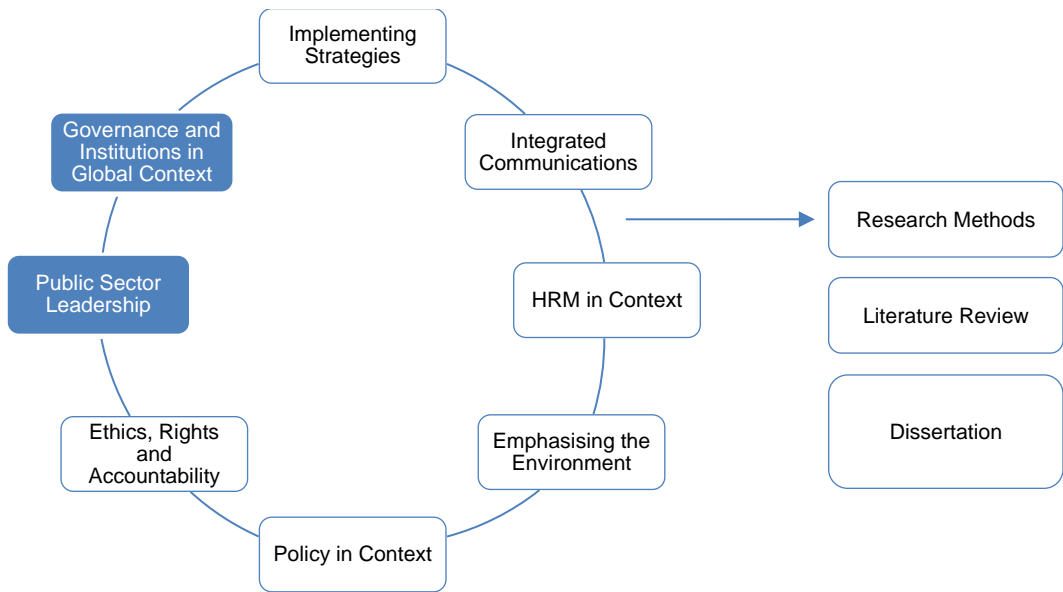 Implementing
Strategies
Integrated
Communications
HRM in Context
Emphasising the
Environment
Policy in Context
Ethics, Rights
and
Accountability
Public Sector
Leadership
Governance and
Institutions in
Global Context
Research Methods
Literature Review
Dissertation